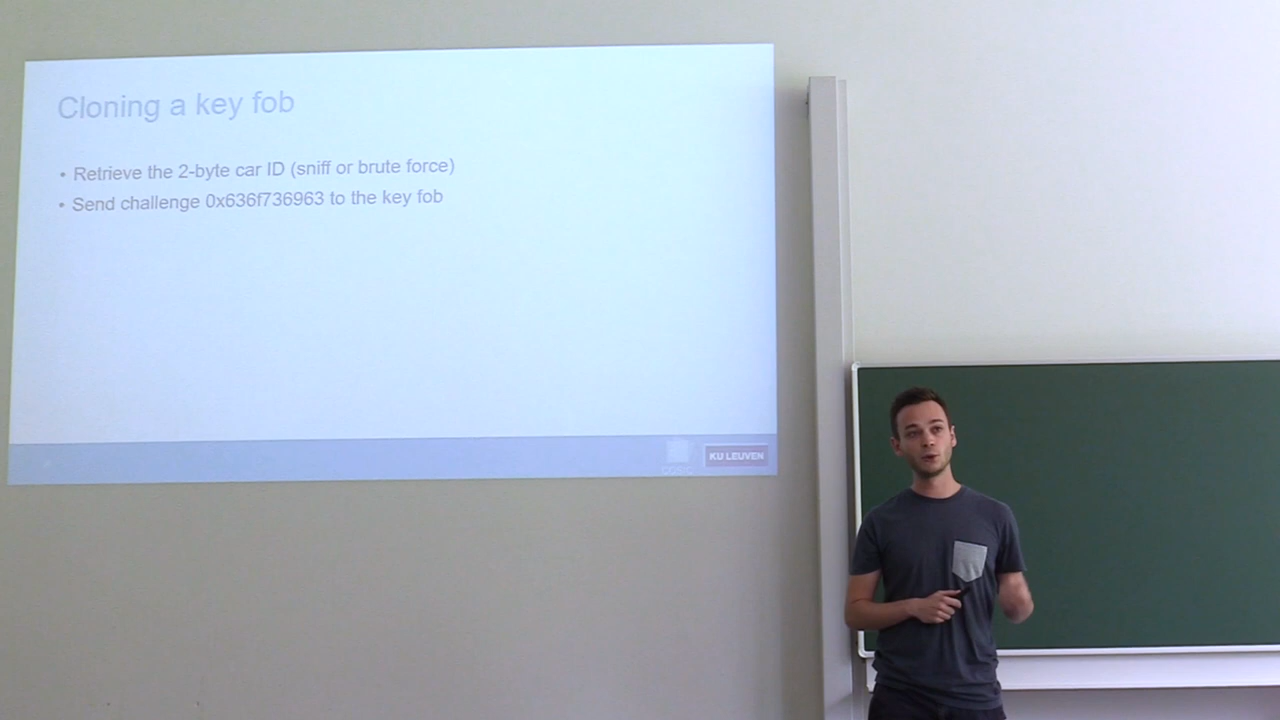 Cloning a key fob
• Retrieve the 2-byte car ID (sniff or brute force)
• Send challenge 0x636f736963 to the key fob
COSIC
KU LEUVEN